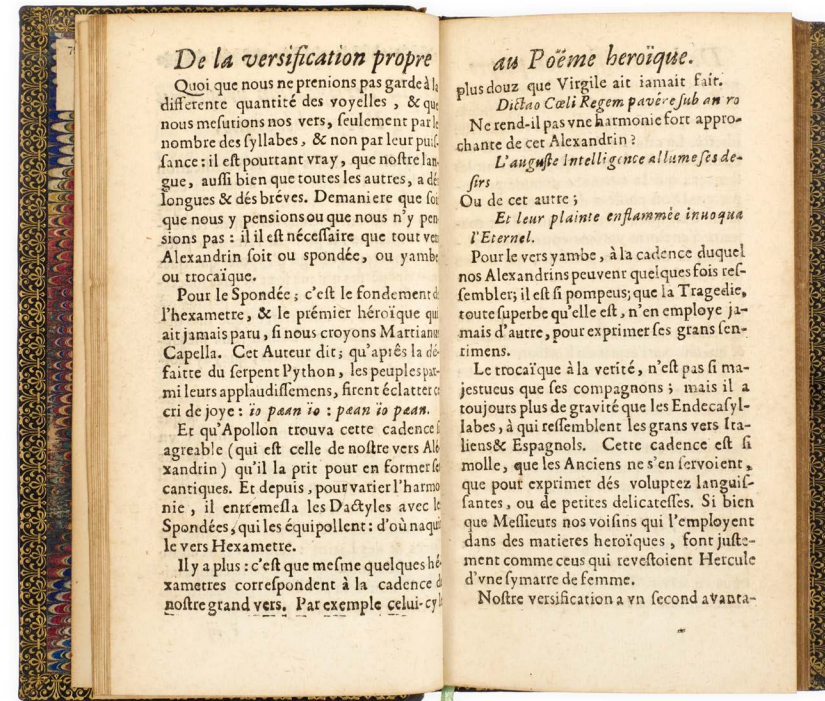 De la versification propre
Quoi que nous ne prenions pas garde à la
differente quantité des voyelles , & que
nous mesutions nos vers, seulement par le
nombre des syllabes, & non par leur puis-
sance : il est pourtant vray, que nostre lan-
gue, aussi bien que toutes les autres, a dés
longues & dés bréves. Demaniere que soi
que nous y pensions ou que nous n'y pen
sions pas : il il est nécessaire que tout vers
Alexandrin soit ou spondée, ou yambe
ou trocaïque.
Pour le Spondée ; c'est le fondement de
l'hexametre, & le prémier héroïque qui
ait jamais paru, si nous croyons Martianus
Capella. Cet Auteur dit ; qu'aprês la dé-
faitte du serpent Python, les peuples par-
mi leurs applaudissemens, firent éclatter ce
cri de joye : ïo pæan ïo : pæan ïo pæan.
Et qu'Apollon trouva cette cadence si
agreable (qui est celle de nostre vers Ale
xandrin) qu'il la prit pour en former ses
cantiques. Et depuis , pour varier l'harmo
nie , il entremesla les Dactyles avec le
Spondées, qui les équipollent : d'où naquit
le vers Hexametre.
Il y a plus : c'est que mesme quelques hé-
xametres correspondent à la cadence de
nostre grand vers. Par exemple celui-cy
au Pöëme heroïque.
plus douz que Virgile ait iamait fait.
Dictao Cœli Regem pavére sub an ro
Ne rend-il pas vne harmonie fort appro-
chante de cet Alexandrin ?
L'auguste Intelligence allume ses de-
sirs
Ou de cet autre ;
Et leur plainte enflammée inuoqua
l'Eternel.
Pour le vers yambe, à la cadence duquel
nos Alexandrins peuvent quelques fois res-
sembler; il est si pompeus; que la Tragedie,
toute superbe qu'elle est, n'en employe ja-
mais d'autre, pour exprimer ses grans sen-
timens.
Le trocaïque à la verité, n'est pas si ma-
jestueus que ses compagnons ; mais il a
toujours plus de gravité que les Endecasyl-
labes, à qui ressemblent les grans vers Ita-
liens& Espagnols. Cette cadence est si
molle, que les Anciens ne s'en servoient,
que pour exprimer dés voluptez languis-
santes, ou de petites delicatesses. Si bien
que Messieurs nos voisins qui l'employent
dans des matieres heroïques , font juste-
ment comme ceus qui revestoient Hercule
d'vne symarre de femme.
Nostre versification a vn second avanta-